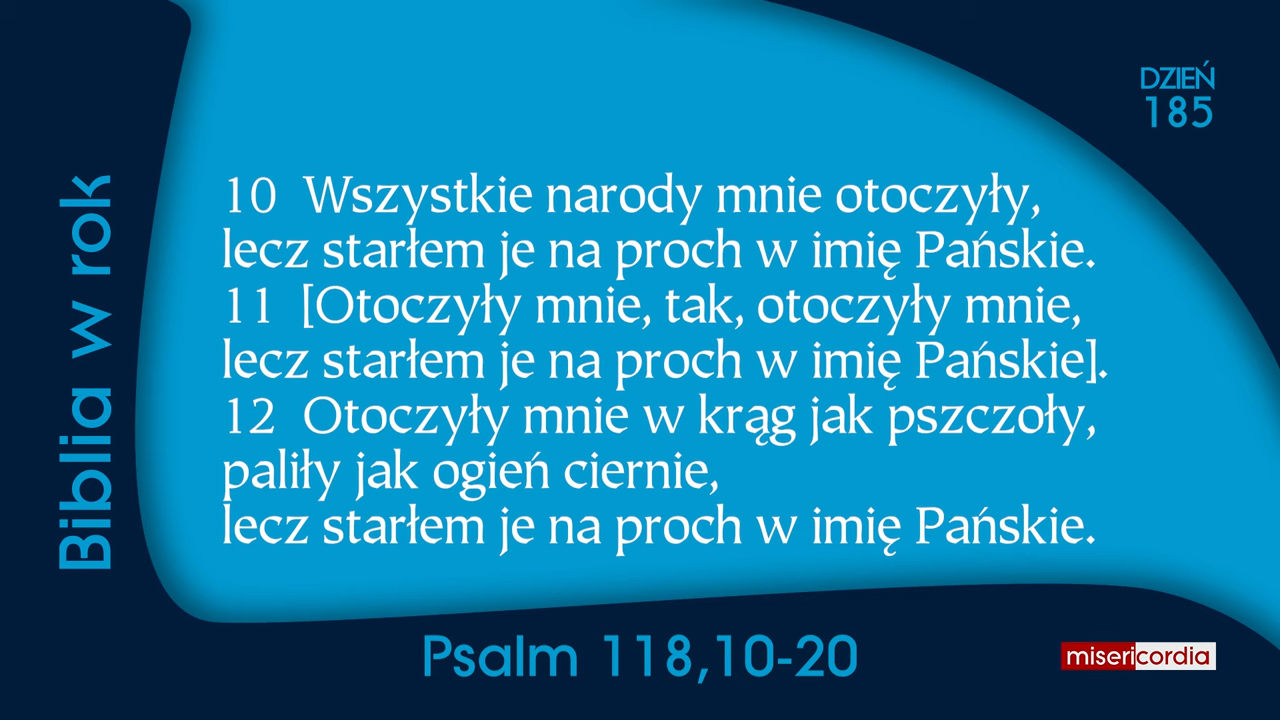 DZIEŃ
185
Biblia w rok
10 Wszystkie narody mnie otoczyły,
lecz starłem je na proch w imię Pańskie.
11 [Otoczyły mnie, tak, otoczyły mnie,
lecz starłem je na proch w imię Pańskie].
12 Otoczyły mnie w krąg jak pszczoły,
paliły jak ogień ciernie,
lecz starłem je na proch w imię Pańskie.
Psalm 118,10-20
misericordia